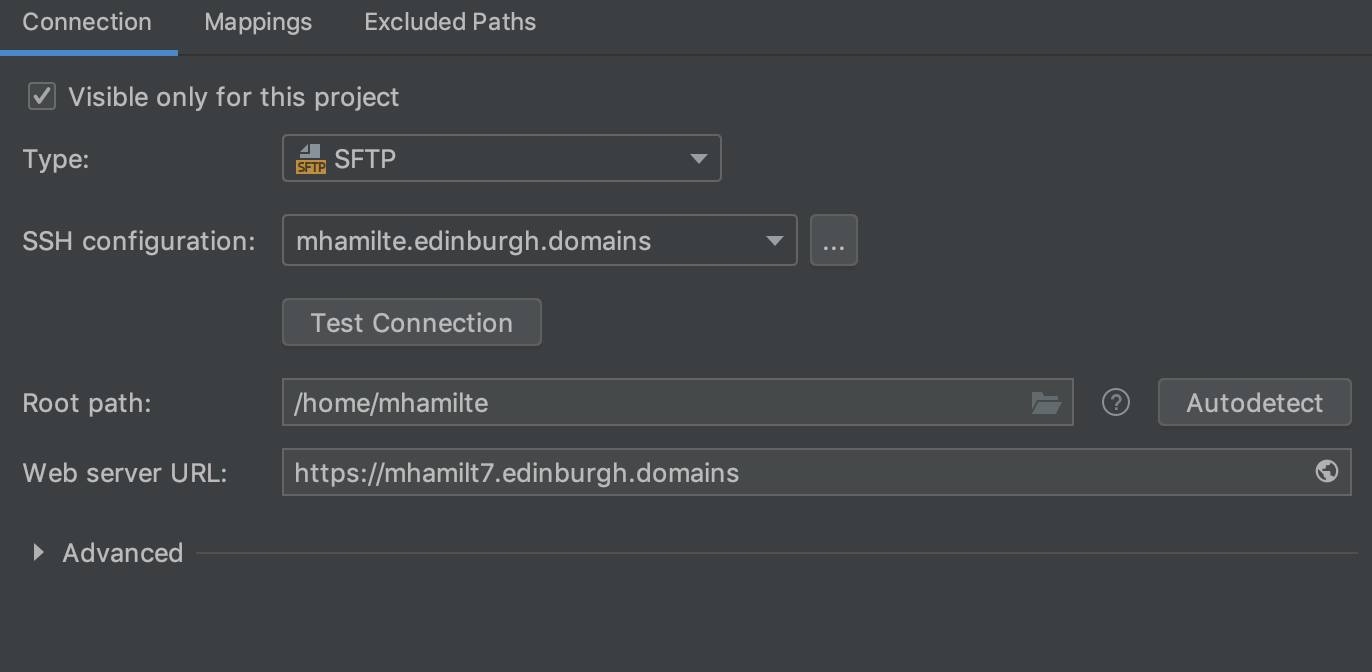 Connection Mappings Excluded Paths
Visible only for this project
Type: SFTP SFTP
SSH configuration: mhamilte.edinburgh.domains ...
Test Connection
Root path: /home/mhamilte ? Autodetect
Web server URL: https://mhamilt7.edinburgh.domains
Advanced